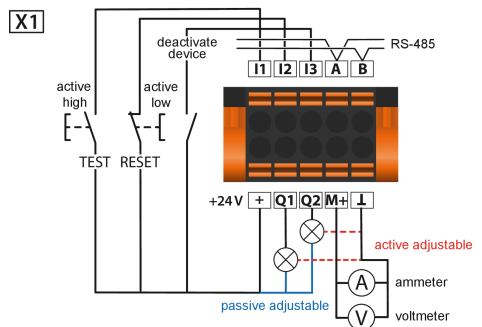 X1
deactivate
device
RS-485
I1 I2 I3 A B
active
high
active
low
TEST RESET
+24 V + Q1 Q2 M+ ⊥
active adjustable
passive adjustable
A ammeter
V voltmeter